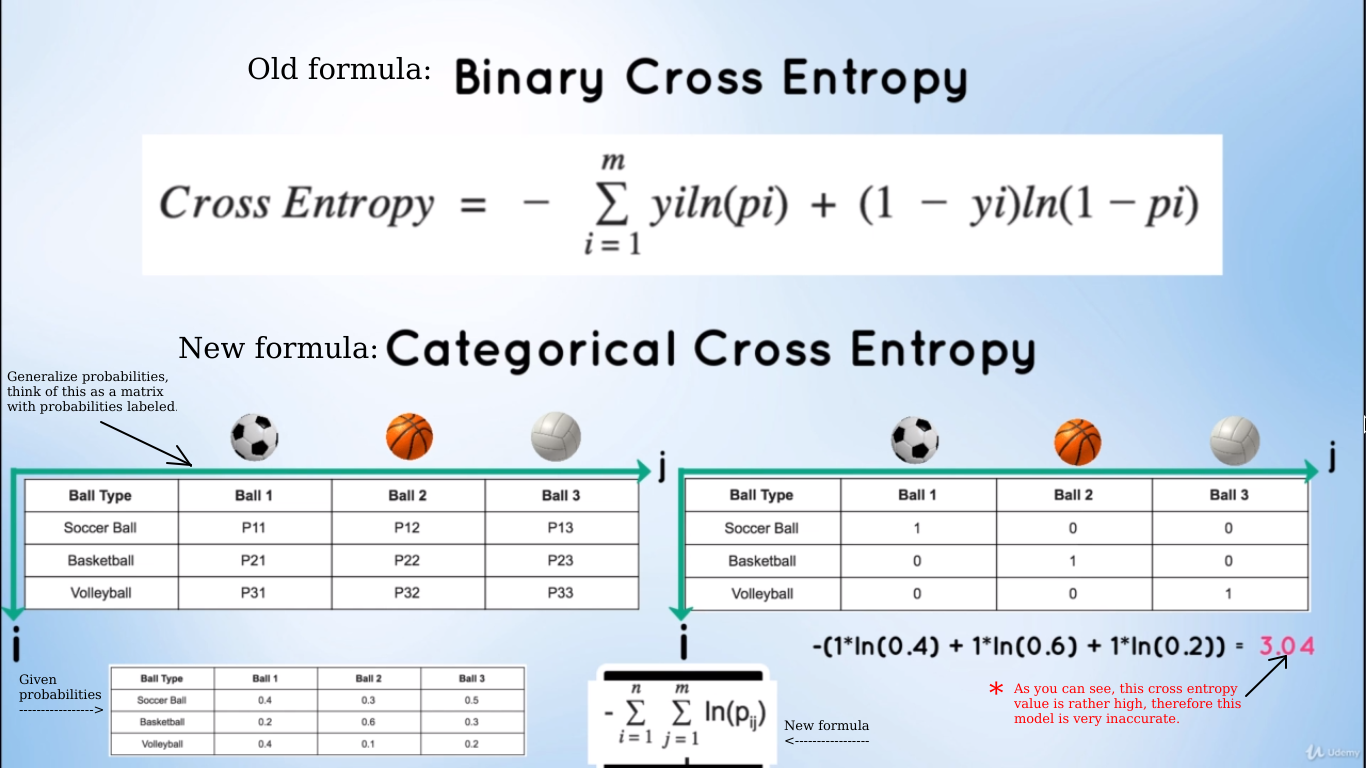 Old formula: Binary Cross Entropy
m
Cross Entropy = − Σ yiln(pi) + (1 − yi)ln(1 − pi)
i = 1
New formula: Categorical Cross Entropy
Generalize probabilities,
think of this as a matrix
with probabilities labeled.
j
Ball Type Ball 1 Ball 2 Ball 3
Soccer Ball P11 P12 P13
Basketball P21 P22 P23
Volleyball P31 P32 P33
i
j
Ball Type Ball 1 Ball 2 Ball 3
Soccer Ball 1 0 0
Basketball 0 1 0
Volleyball 0 0 1
i
-(1*ln(0.4) + 1*ln(0.6) + 1*ln(0.2)) = 3.04
Given
probabilities
----------------->
Ball Type Ball 1 Ball 2 Ball 3
Soccer Ball 0.4 0.3 0.5
Basketball 0.2 0.6 0.3
Volleyball 0.4 0.1 0.2
n m
- Σ Σ ln(pij)
i = 1 j = 1
New formula
<-----------------
* As you can see, this cross entropy
value is rather high, therefore this
model is very inaccurate.
Udemy